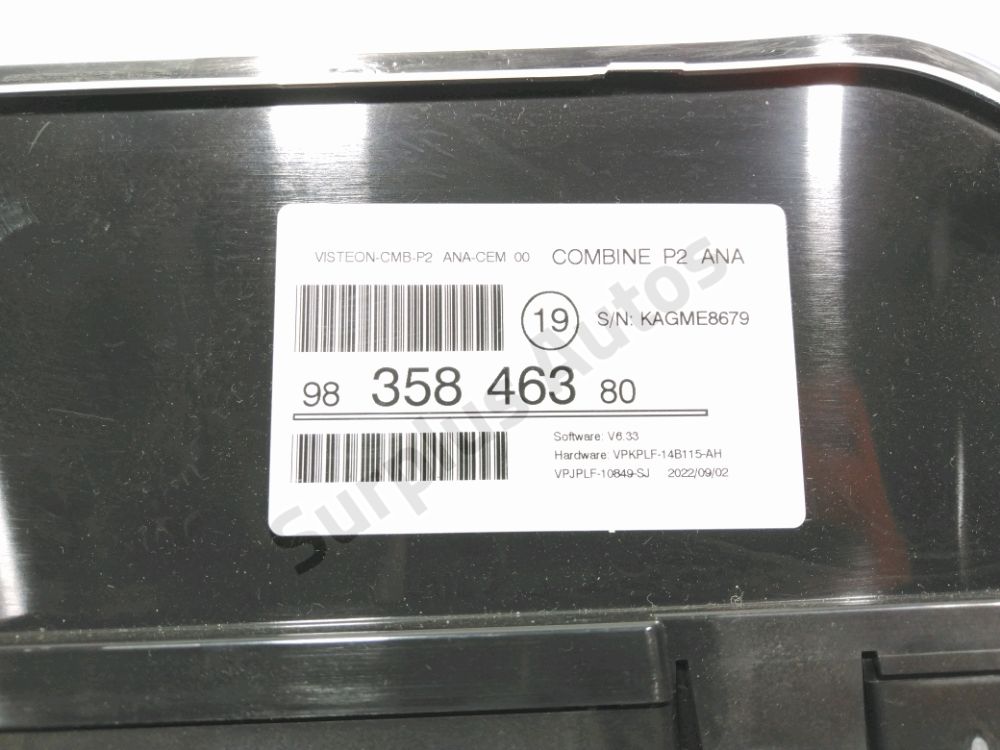 VISTEON-CMB-P2 ANA-CEM 00 COMBINE P2 ANA
19 S/N: KAGME8679
98 358 463 80
Software: V6.33
Hardware: VPKPLF-14B115-AH
VPJPLF-10849-SJ 2022/09/02
Surplus Autos